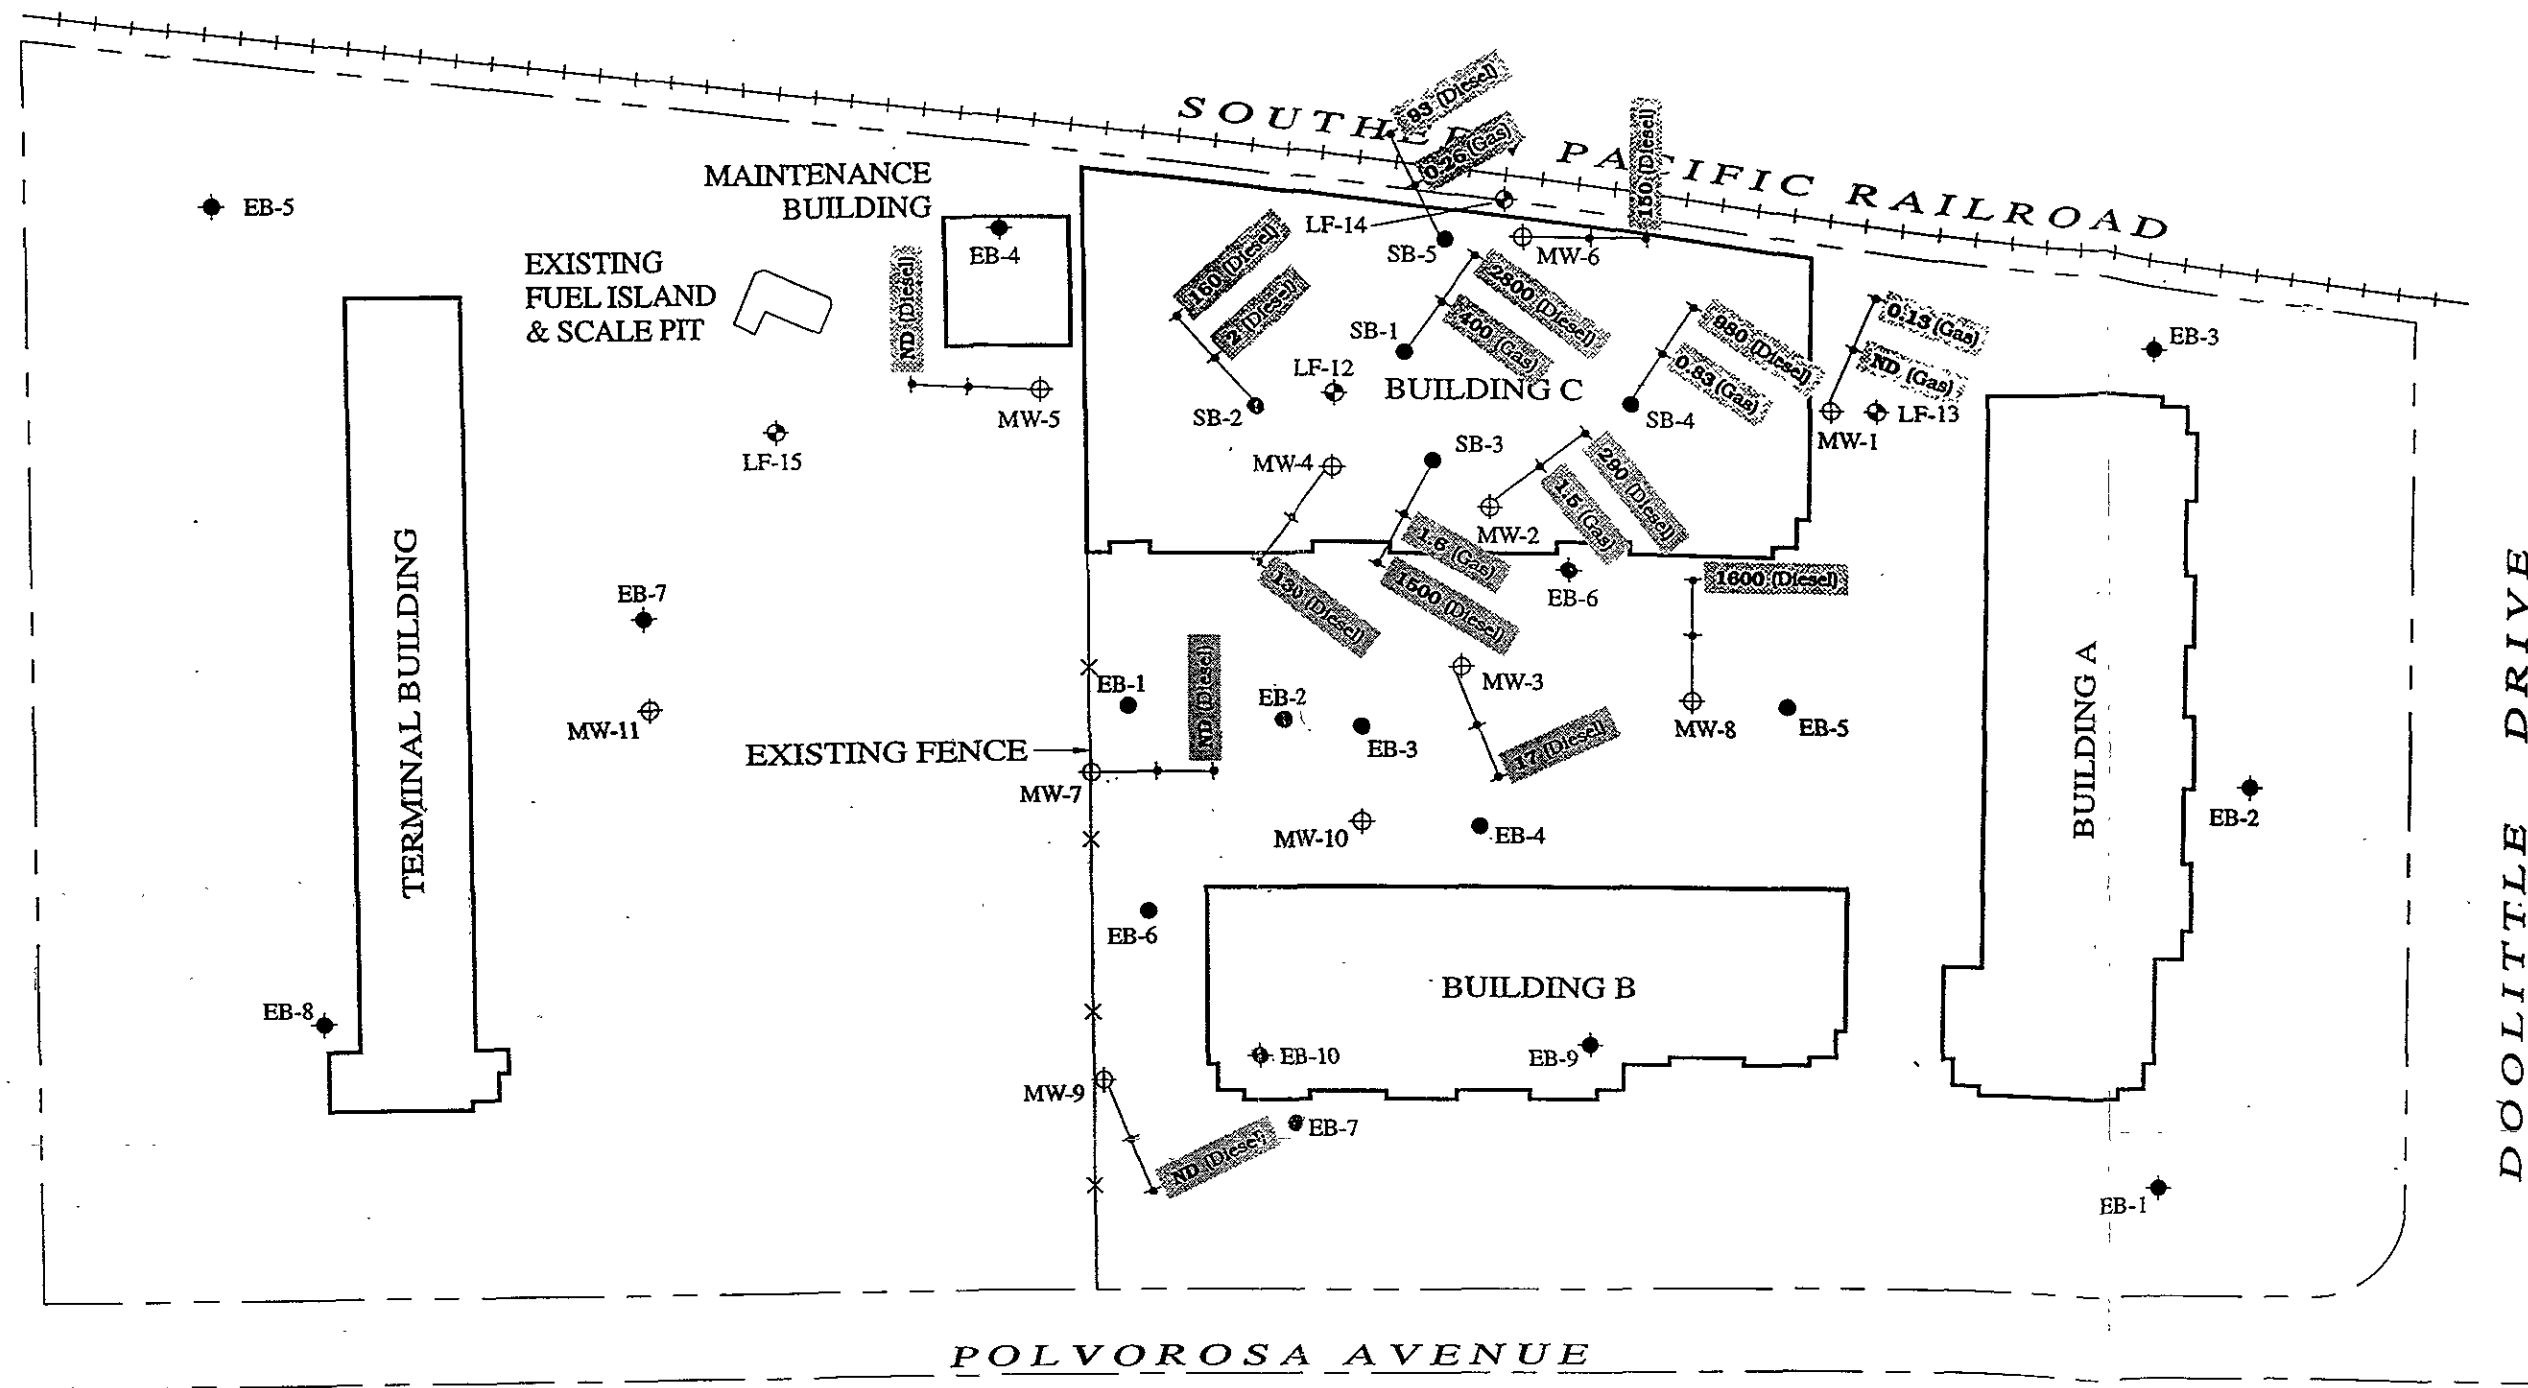 SOUTHERN PACIFIC RAILROAD
93 (Diesel)
0.26 (Gas)
150 (Diesel)
MAINTENANCE
BUILDING
EB-5
EB-4
EXISTING
FUEL ISLAND
& SCALE PIT
ND (Diesel)
MW-5
LF-15
LF-14
SB-5
MW-6
160 (Diesel)
2 (Diesel)
SB-2
LF-12
2800 (Diesel)
400 (Gas)
SB-1
BUILDING C
980 (Diesel)
0.83 (Gas)
SB-4
0.13 (Gas)
ND (Gas)
MW-1
LF-13
EB-3
MW-4
SB-3
MW-2
290 (Diesel)
1.5 (Gas)
1.6 (Gas)
1500 (Diesel)
130 (Diesel)
EB-6
1600 (Diesel)
TERMINAL BUILDING
EB-7
MW-11
EB-1
ND (Diesel)
EB-2
EB-3
MW-3
17 (Diesel)
MW-8
EB-5
EXISTING FENCE
MW-7
MW-10
EB-4
BUILDING A
EB-2
DOOLITTLE DRIVE
EB-6
BUILDING B
EB-8
EB-10
EB-9
MW-9
ND (Diesel)
EB-7
EB-1
POLVOROSA AVENUE